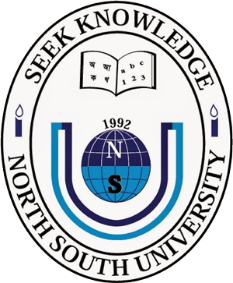 SEEK KNOWLEDGE
অ আ a b c
ক খ 1 2 3
1992
N
S
NORTH SOUTH UNIVERSITY